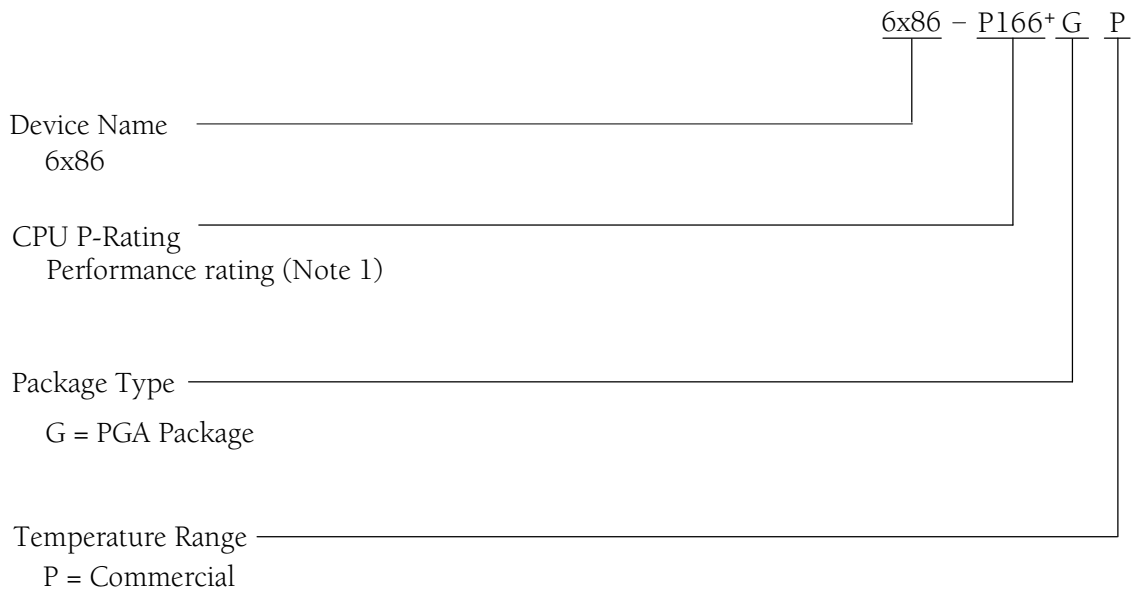 6x86 – P166+ G P
Device Name
6x86
CPU P-Rating
Performance rating (Note 1)
Package Type
G = PGA Package
Temperature Range
P = Commercial